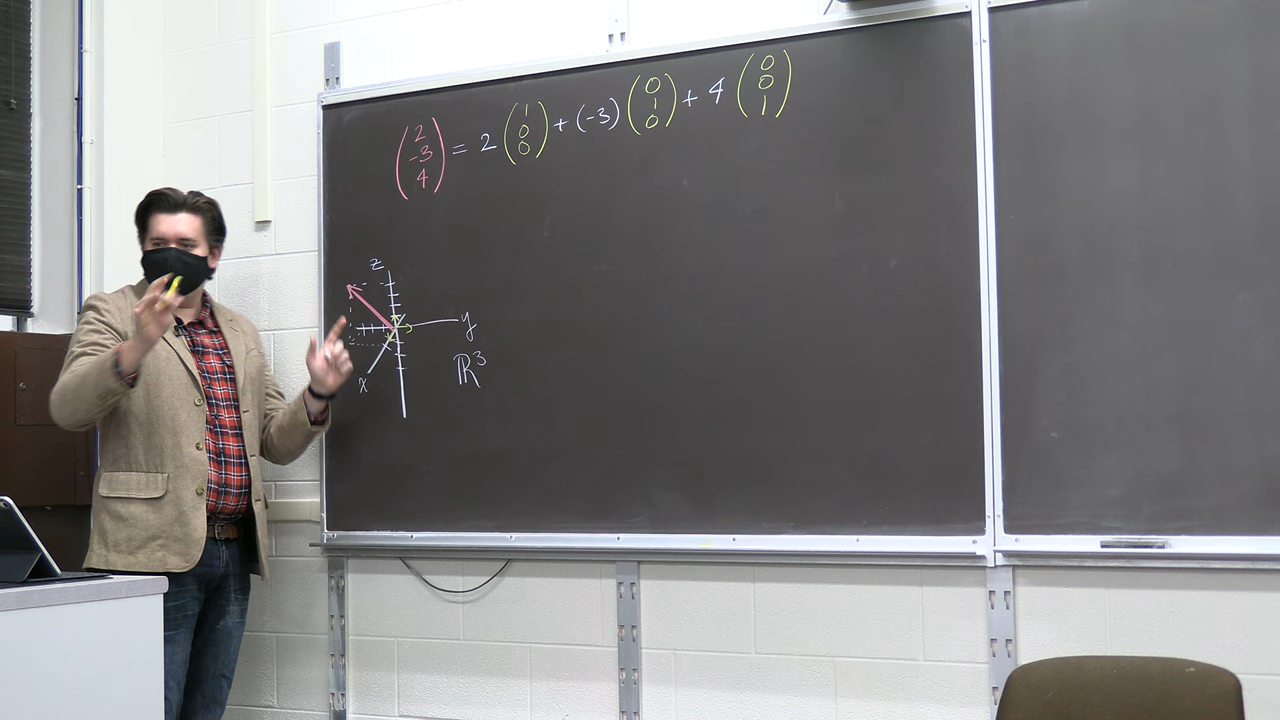 (2 -3 4) = 2 (1 0 0) + (-3) (0 1 0) + 4 (0 0 1)
z
y
x
ℝ³